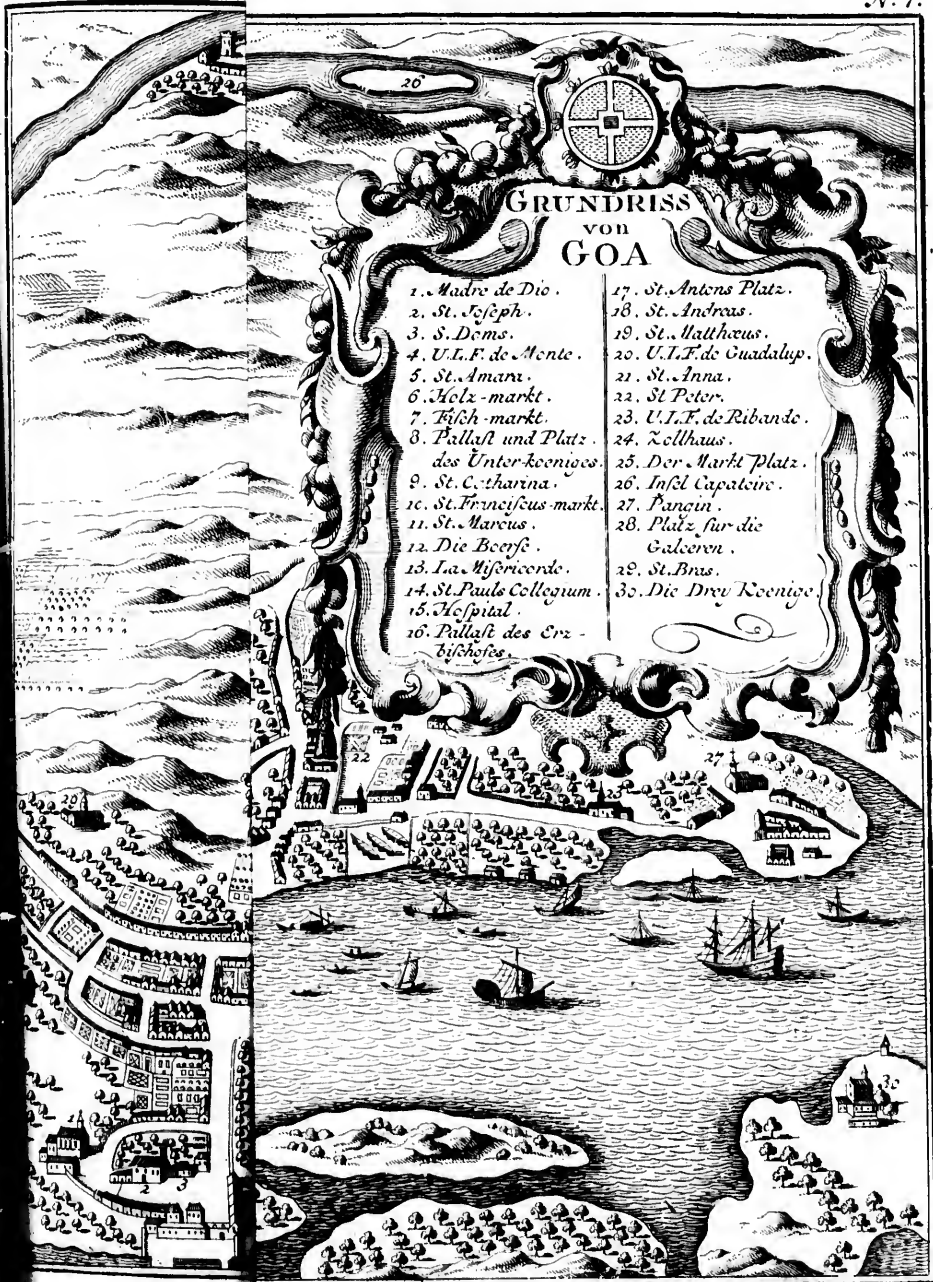 N. 7.
26
GRUNDRISS
von
GOA
1. Madre de Dio.
2. St. Joseph.
3. S. Doms.
4. U.L.F. de Monte.
5. St. Amara.
6. Holz-markt.
7. Fisch-markt.
8. Pallast und Platz
des Unter-koeniges.
9. St. Catharina.
10. St. Franciscus-markt.
11. St. Marcus.
12. Die Boerse.
13. La Misericorde.
14. St. Pauls Collegium.
15. Hospital.
16. Pallast des Erz-
bischofes.
17. St. Antons Platz.
18. St. Andreas.
19. St. Matthæus.
20. U.L.F. de Guadalup.
21. St. Anna.
22. St Peter.
23. U.L.F. de Ribande.
24. Zollhaus.
25. Der Markt Platz.
26. Insel Capateire.
27. Pangin.
28. Platz fur die
Galeeren.
29. St. Bras.
30. Die Drey Koenige.
22
27
29
30
1
2
3